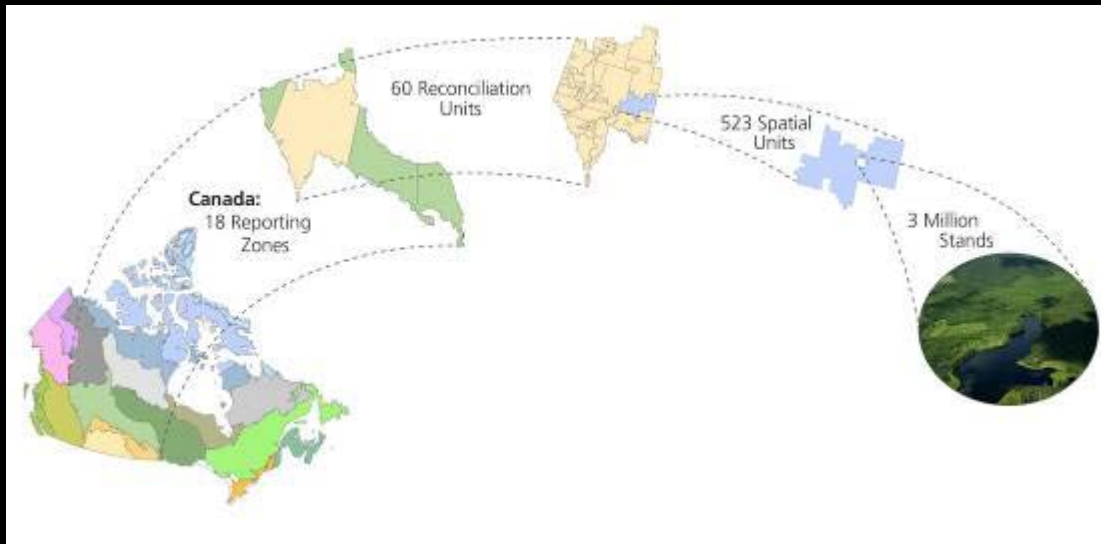 Canada:
18 Reporting
Zones
60 Reconciliation
Units
523 Spatial
Units
3 Million
Stands